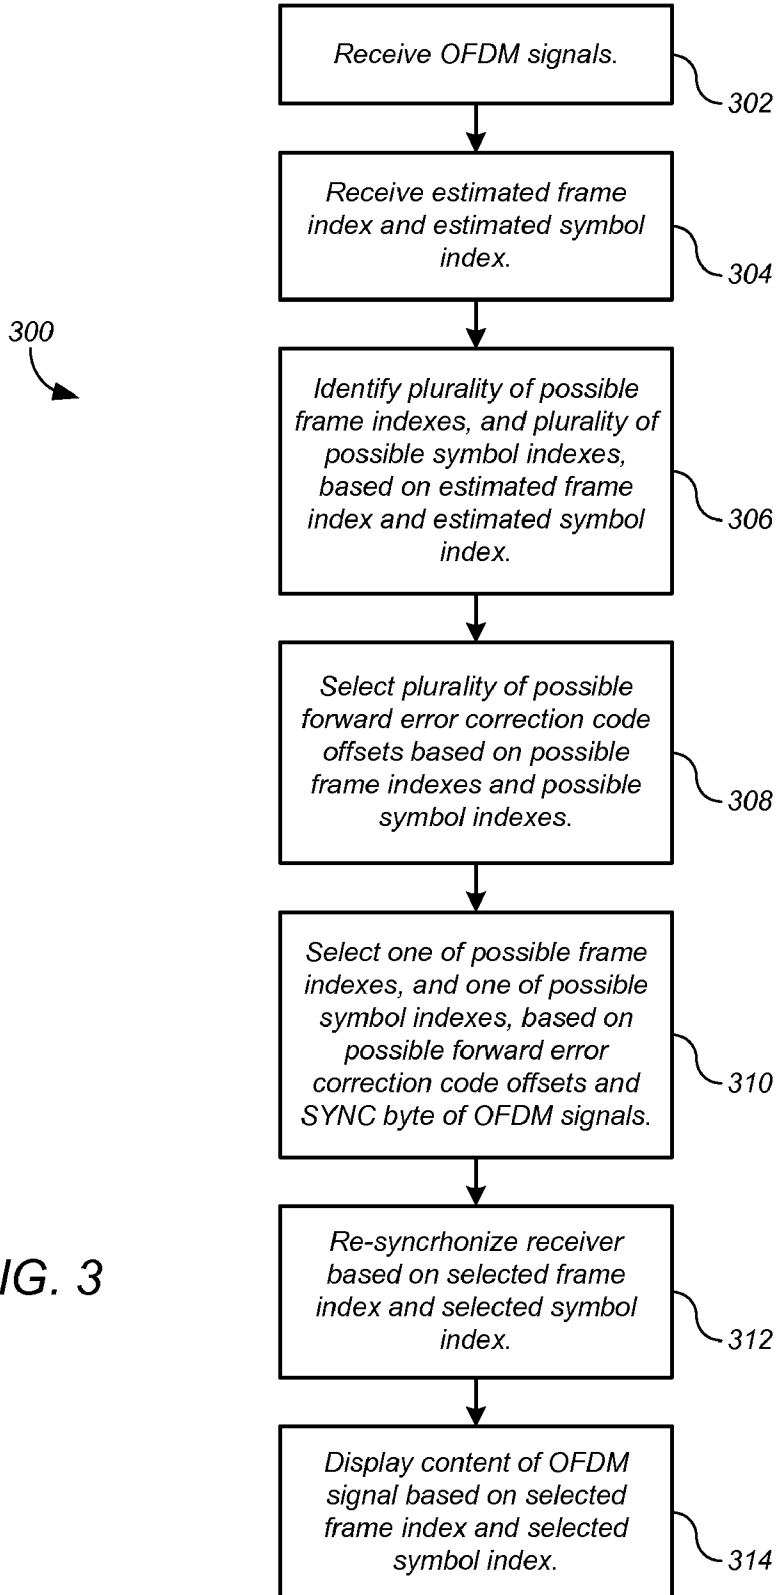 Receive OFDM signals.
302
Receive estimated frame
index and estimated symbol
index.
304
300
Identify plurality of possible
frame indexes, and plurality of
possible symbol indexes,
based on estimated frame
index and estimated symbol
index.
306
Select plurality of possible
forward error correction code
offsets based on possible
frame indexes and possible
symbol indexes.
308
Select one of possible frame
indexes, and one of possible
symbol indexes, based on
possible forward error
correction code offsets and
SYNC byte of OFDM signals.
310
Re-syncrhonize receiver
based on selected frame
index and selected symbol
index.
312
IG. 3
Display content of OFDM
signal based on selected
frame index and selected
symbol index.
314